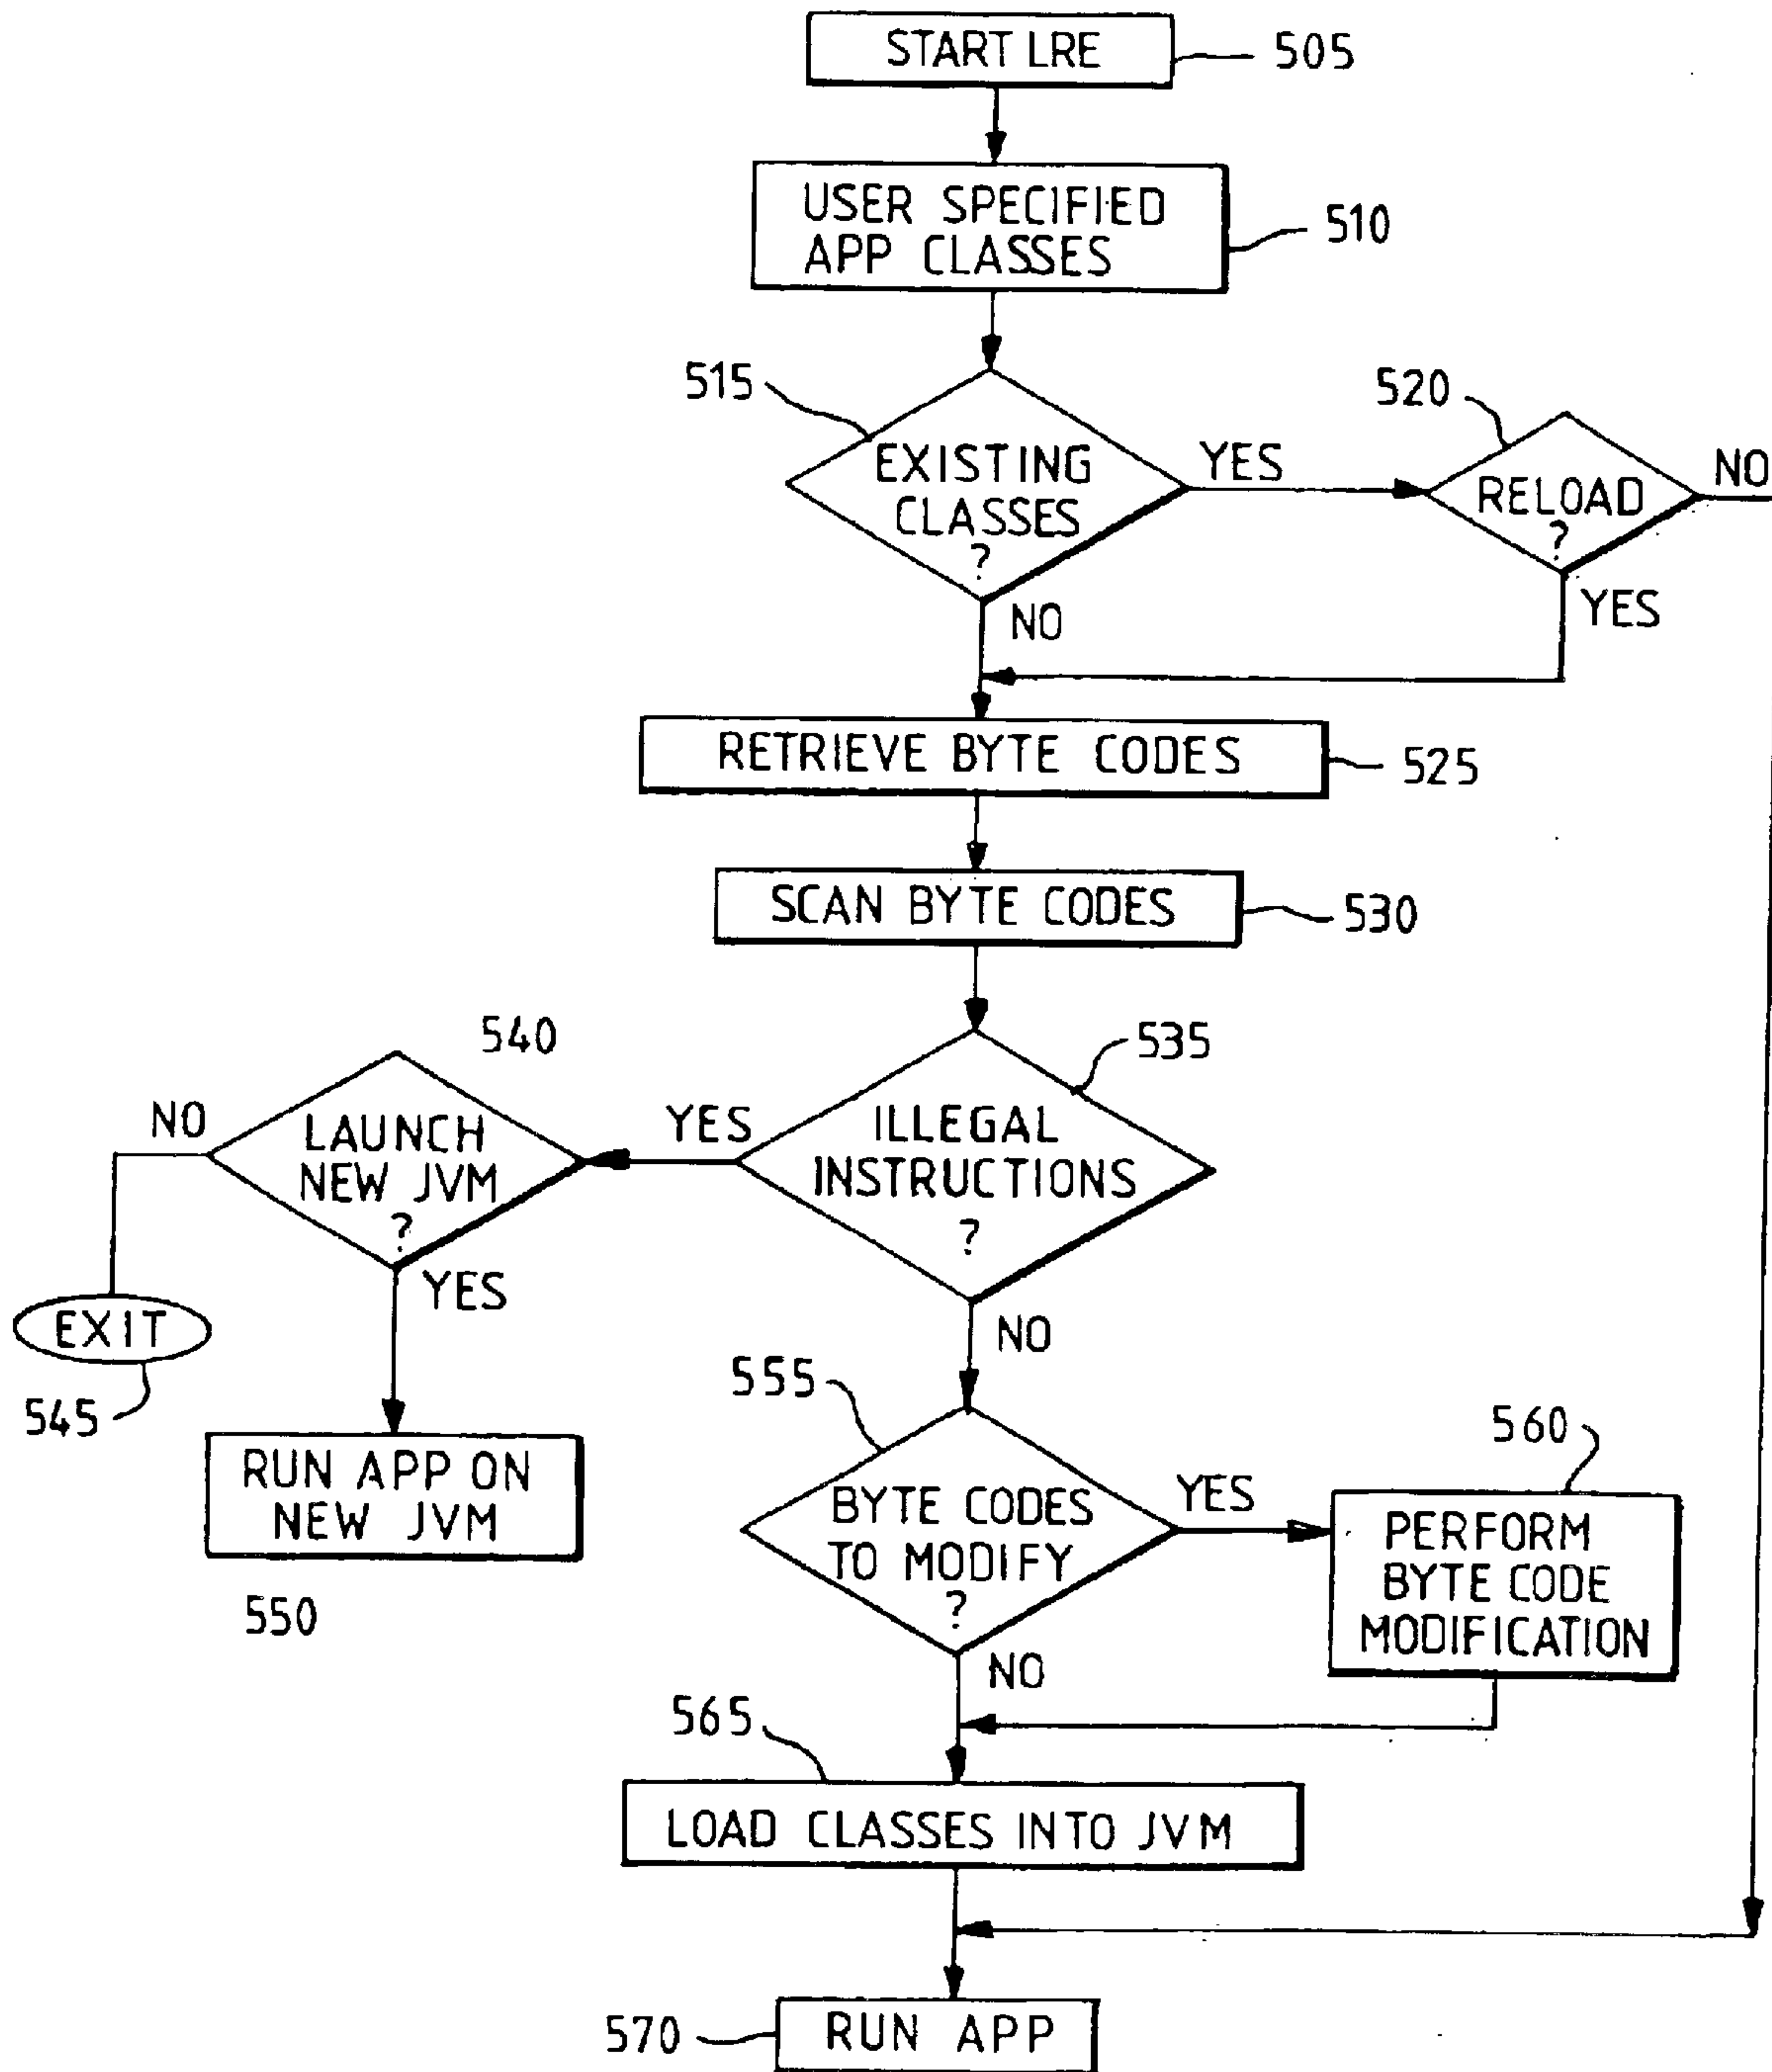 START LRE
505
USER SPECIFIED
APP CLASSES
510
515
EXISTING
CLASSES
?
YES
NO
520
RELOAD
?
NO
YES
RETRIEVE BYTE CODES
525
SCAN BYTE CODES
530
535
ILLEGAL
INSTRUCTIONS
?
YES
NO
540
LAUNCH
NEW JVM
?
NO
YES
EXIT
545
RUN APP ON
NEW JVM
550
555
BYTE CODES
TO MODIFY
?
YES
NO
560
PERFORM
BYTE CODE
MODIFICATION
565
LOAD CLASSES INTO JVM
570
RUN APP